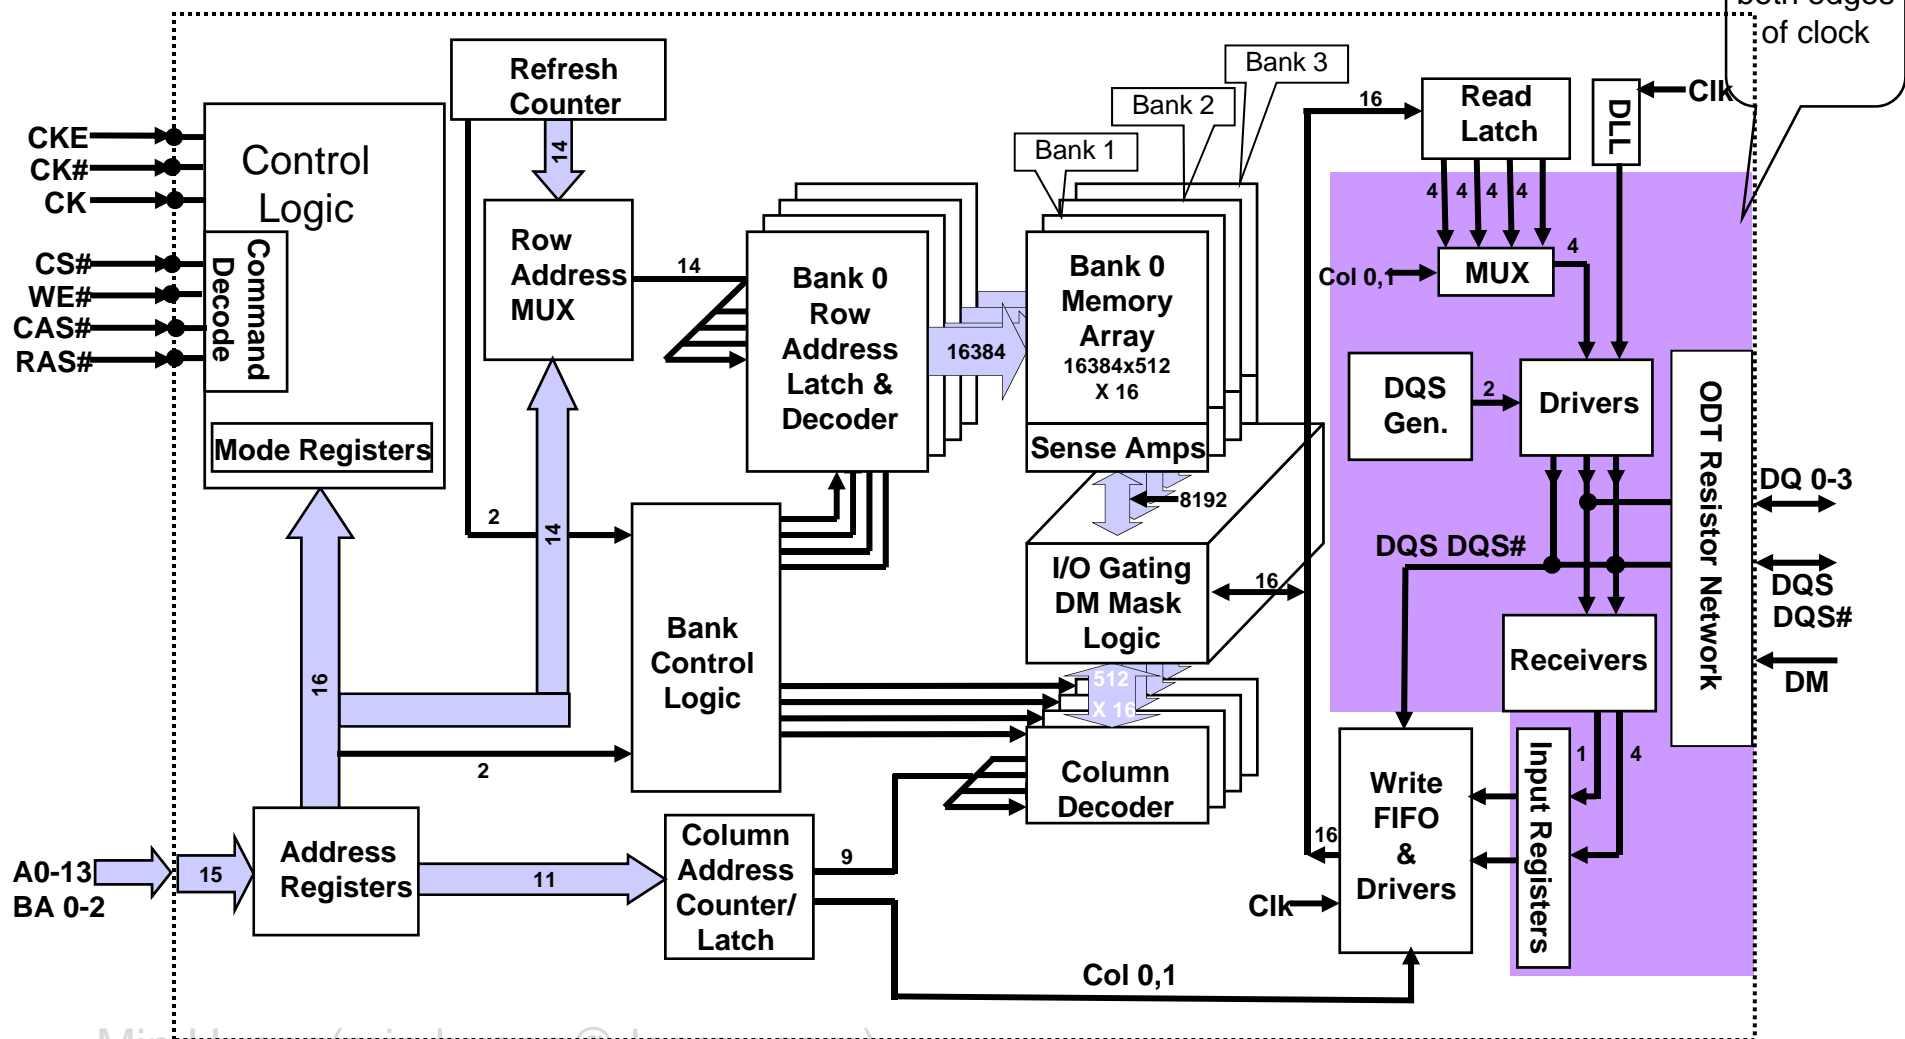 both edges
of clock
Refresh
Counter
Bank 3
Bank 2
Bank 1
16
Read
Latch
DLL
Clk
CKE
CK#
CK
Control
Logic
14
4
4
4
4
CS#
WE#
CAS#
RAS#
Command
Decode
Row
Address
MUX
14
Bank 0
Row
Address
Latch &
Decoder
16384
Bank 0
Memory
Array
16384x512
X 16
Sense Amps
Col 0,1
MUX
4
DQS
Gen.
2
Drivers
ODT Resistor Network
Mode Registers
2
14
8192
DQ 0-3
DQS DQS#
DQS
DQS#
DM
I/O Gating
DM Mask
Logic
16
Bank
Control
Logic
Receivers
16
512
X 16
2
Column
Decoder
Write
FIFO
&
Drivers
Input Registers
1
4
16
A0-13
BA 0-2
15
Address
Registers
11
Column
Address
Counter/
Latch
9
Clk
Col 0,1